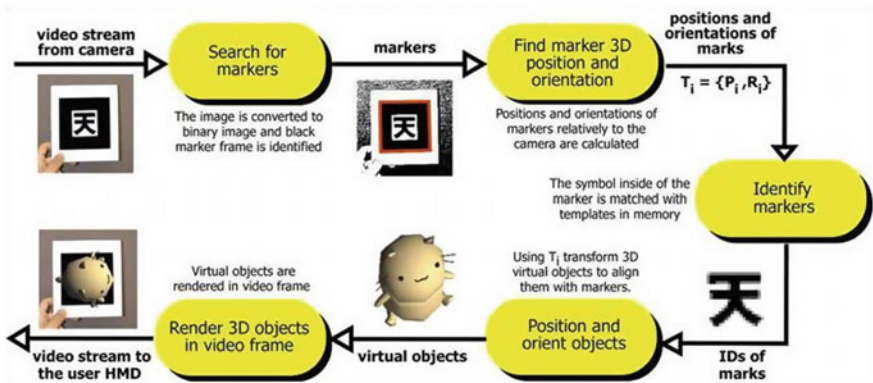 video stream
from camera
Search for
markers
The image is converted to
binary image and black
marker frame is identified
天
markers
天
Find marker 3D
position and
orientation
Positions and orientations of
markers relatively to the
camera are calculated
positions and
orientations of
marks
Tᵢ = {Pᵢ,Rᵢ}
The symbol inside of the
marker is matched with
templates in memory
Identify
markers
天
IDs of
marks
Using Tᵢ transform 3D
virtual objects to align
them with markers.
Position and
orient objects
virtual objects
Virtual objects are
rendered in video frame
Render 3D objects
in video frame
video stream to
the user HMD